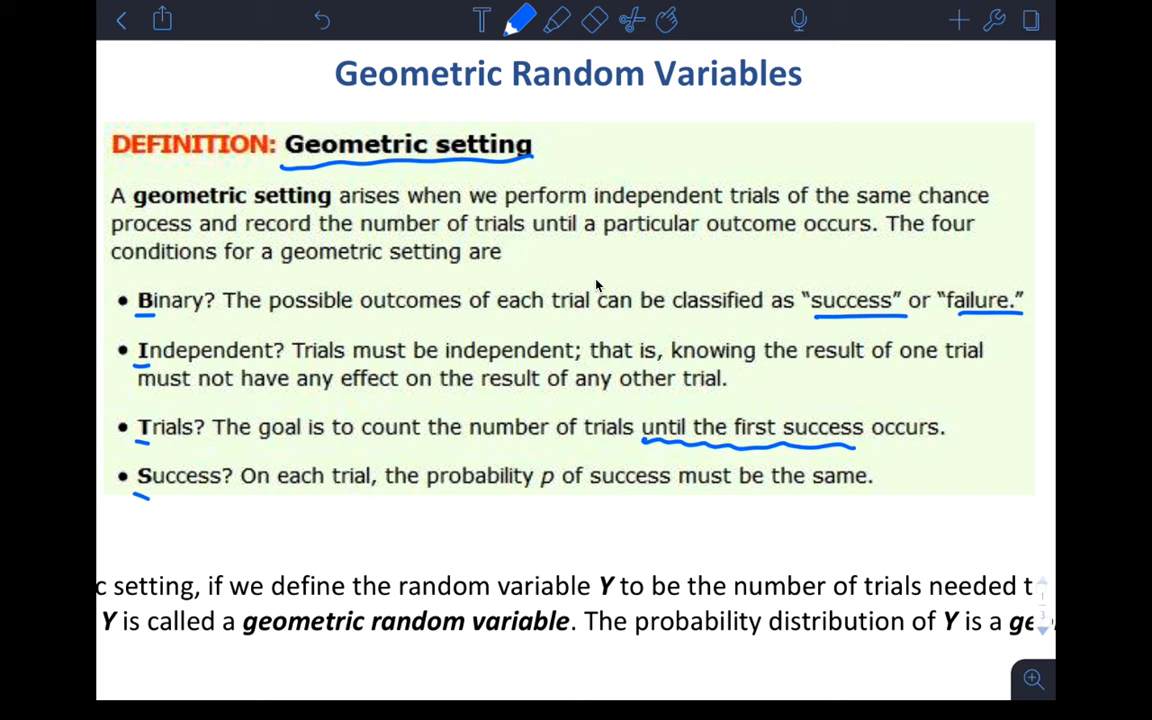 Geometric Random Variables
DEFINITION: Geometric setting
A geometric setting arises when we perform independent trials of the same chance
process and record the number of trials until a particular outcome occurs. The four
conditions for a geometric setting are
• Binary? The possible outcomes of each trial can be classified as “success” or “failure.”
• Independent? Trials must be independent; that is, knowing the result of one trial
must not have any effect on the result of any other trial.
• Trials? The goal is to count the number of trials until the first success occurs.
• Success? On each trial, the probability p of success must be the same.
c setting, if we define the random variable Y to be the number of trials needed t
Y is called a geometric random variable. The probability distribution of Y is a ge
1
3